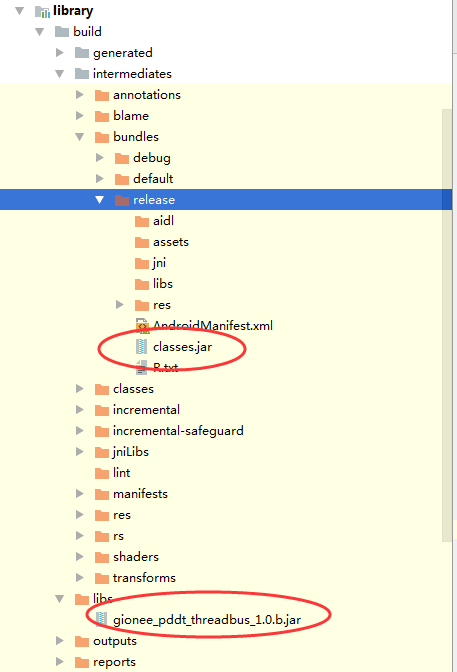 library
build
generated
intermediates
annotations
blame
bundles
debug
default
release
aidl
assets
jni
libs
res
AndroidManifest.xml
classes.jar
R.txt
classes
incremental
incremental-safeguard
jniLibs
lint
manifests
res
rs
shaders
transforms
libs
gionee_pddt_threadbus_1.0.b.jar
outputs
reports